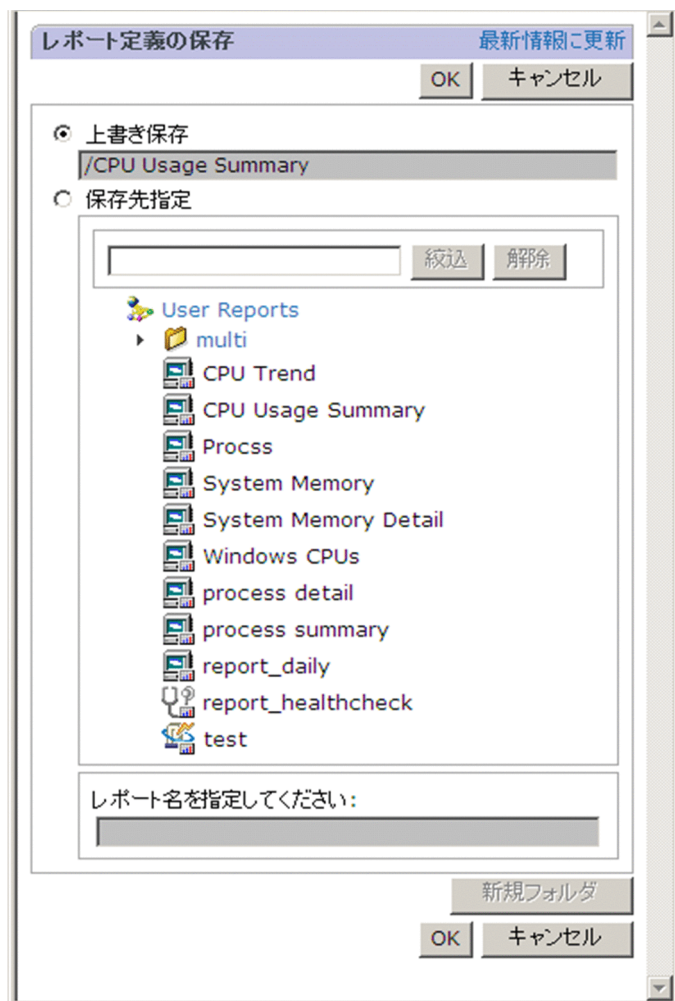 レポート定義の保存 最新情報に更新
OK キャンセル
上書き保存
/CPU Usage Summary
保存先指定
絞込 解除
User Reports
multi
CPU Trend
CPU Usage Summary
Procss
System Memory
System Memory Detail
Windows CPUs
process detail
process summary
report_daily
report_healthcheck
test
レポート名を指定してください:
新規フォルダ
OK キャンセル